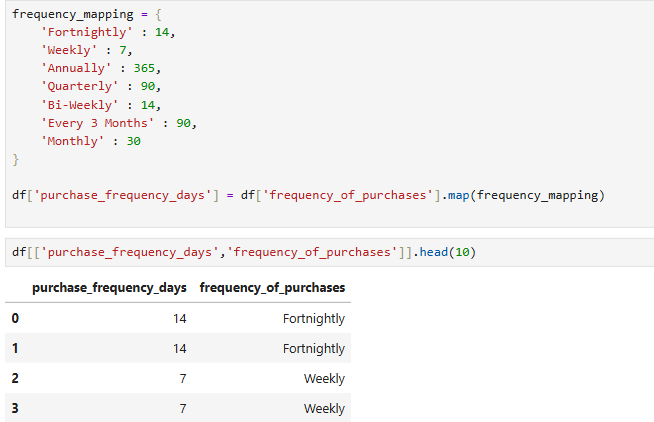 frequency_mapping = {
    'Fortnightly' : 14,
    'Weekly' : 7,
    'Annually' : 365,
    'Quarterly' : 90,
    'Bi-Weekly' : 14,
    'Every 3 Months' : 90,
    'Monthly' : 30
}
df['purchase_frequency_days'] = df['frequency_of_purchases'].map(frequency_mapping)
df[['purchase_frequency_days','frequency_of_purchases']].head(10)
purchase_frequency_days frequency_of_purchases
0 14 Fortnightly
1 14 Fortnightly
2 7 Weekly
3 7 Weekly